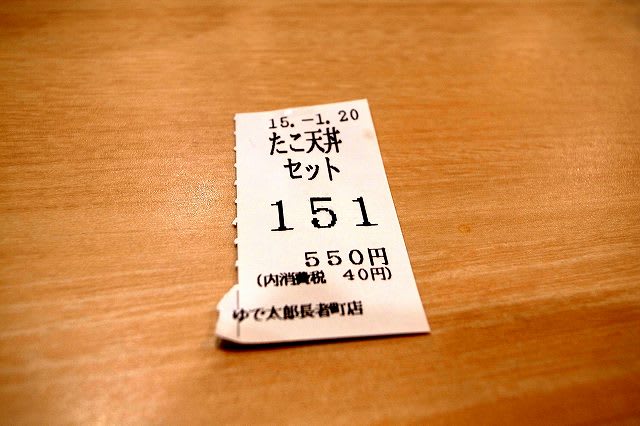 15.-1.20
たこ天丼
セット
151
550円
(内消費税 40円)
ゆで太郎長者町店